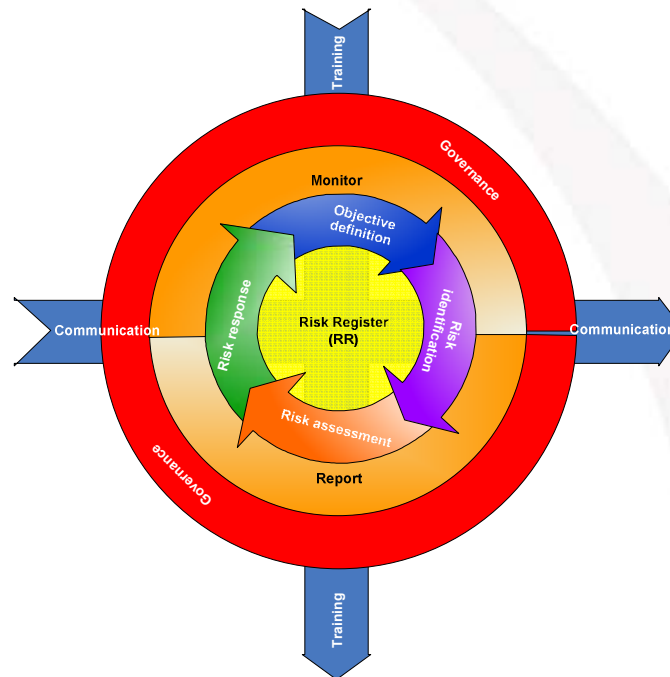 Training
Governance
Monitor
Objective
definition
Communication
Risk response
Risk Register
(RR)
Risk
identification
Communication
Risk assessment
Report
Governance
Training